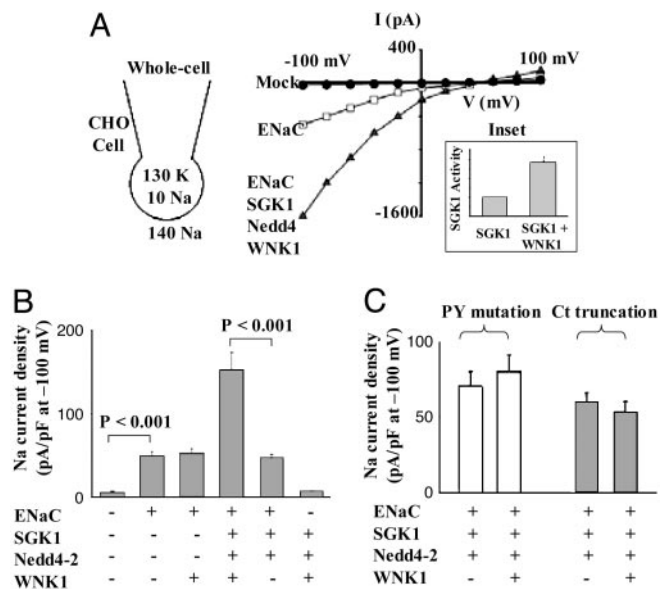 A
Whole-cell
CHO
Cell
130 K
10 Na
140 Na
I (pA)
400
-100 mV
100 mV
Mock
V (mV)
ENaC
ENaC
SGK1
Nedd4
WNK1
-1600
Inset
SGK1 Activity
SGK1
SGK1 +
WNK1
B
Na current density
(pA/pF at –100 mV)
200
100
0
P < 0.001
P < 0.001
ENaC - + + + + -
SGK1 - - - + + +
Nedd4-2 - - - + + +
WNK1 - - + + - +
C
PY mutation
Ct truncation
Na current density
(pA/pF at –100 mV)
100
50
0
ENaC + + + +
SGK1 + + + +
Nedd4-2 + + + +
WNK1 - + - +